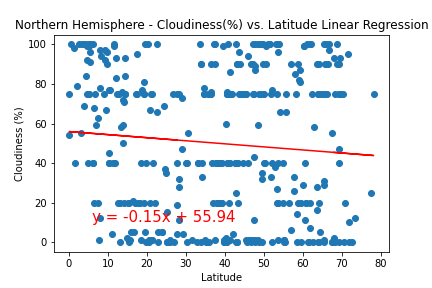 Northern Hemisphere - Cloudiness(%) vs. Latitude Linear Regression
100
80
60
40
20
0
Cloudiness (%)
y = -0.15x + 55.94
0 10 20 30 40 50 60 70 80
Latitude